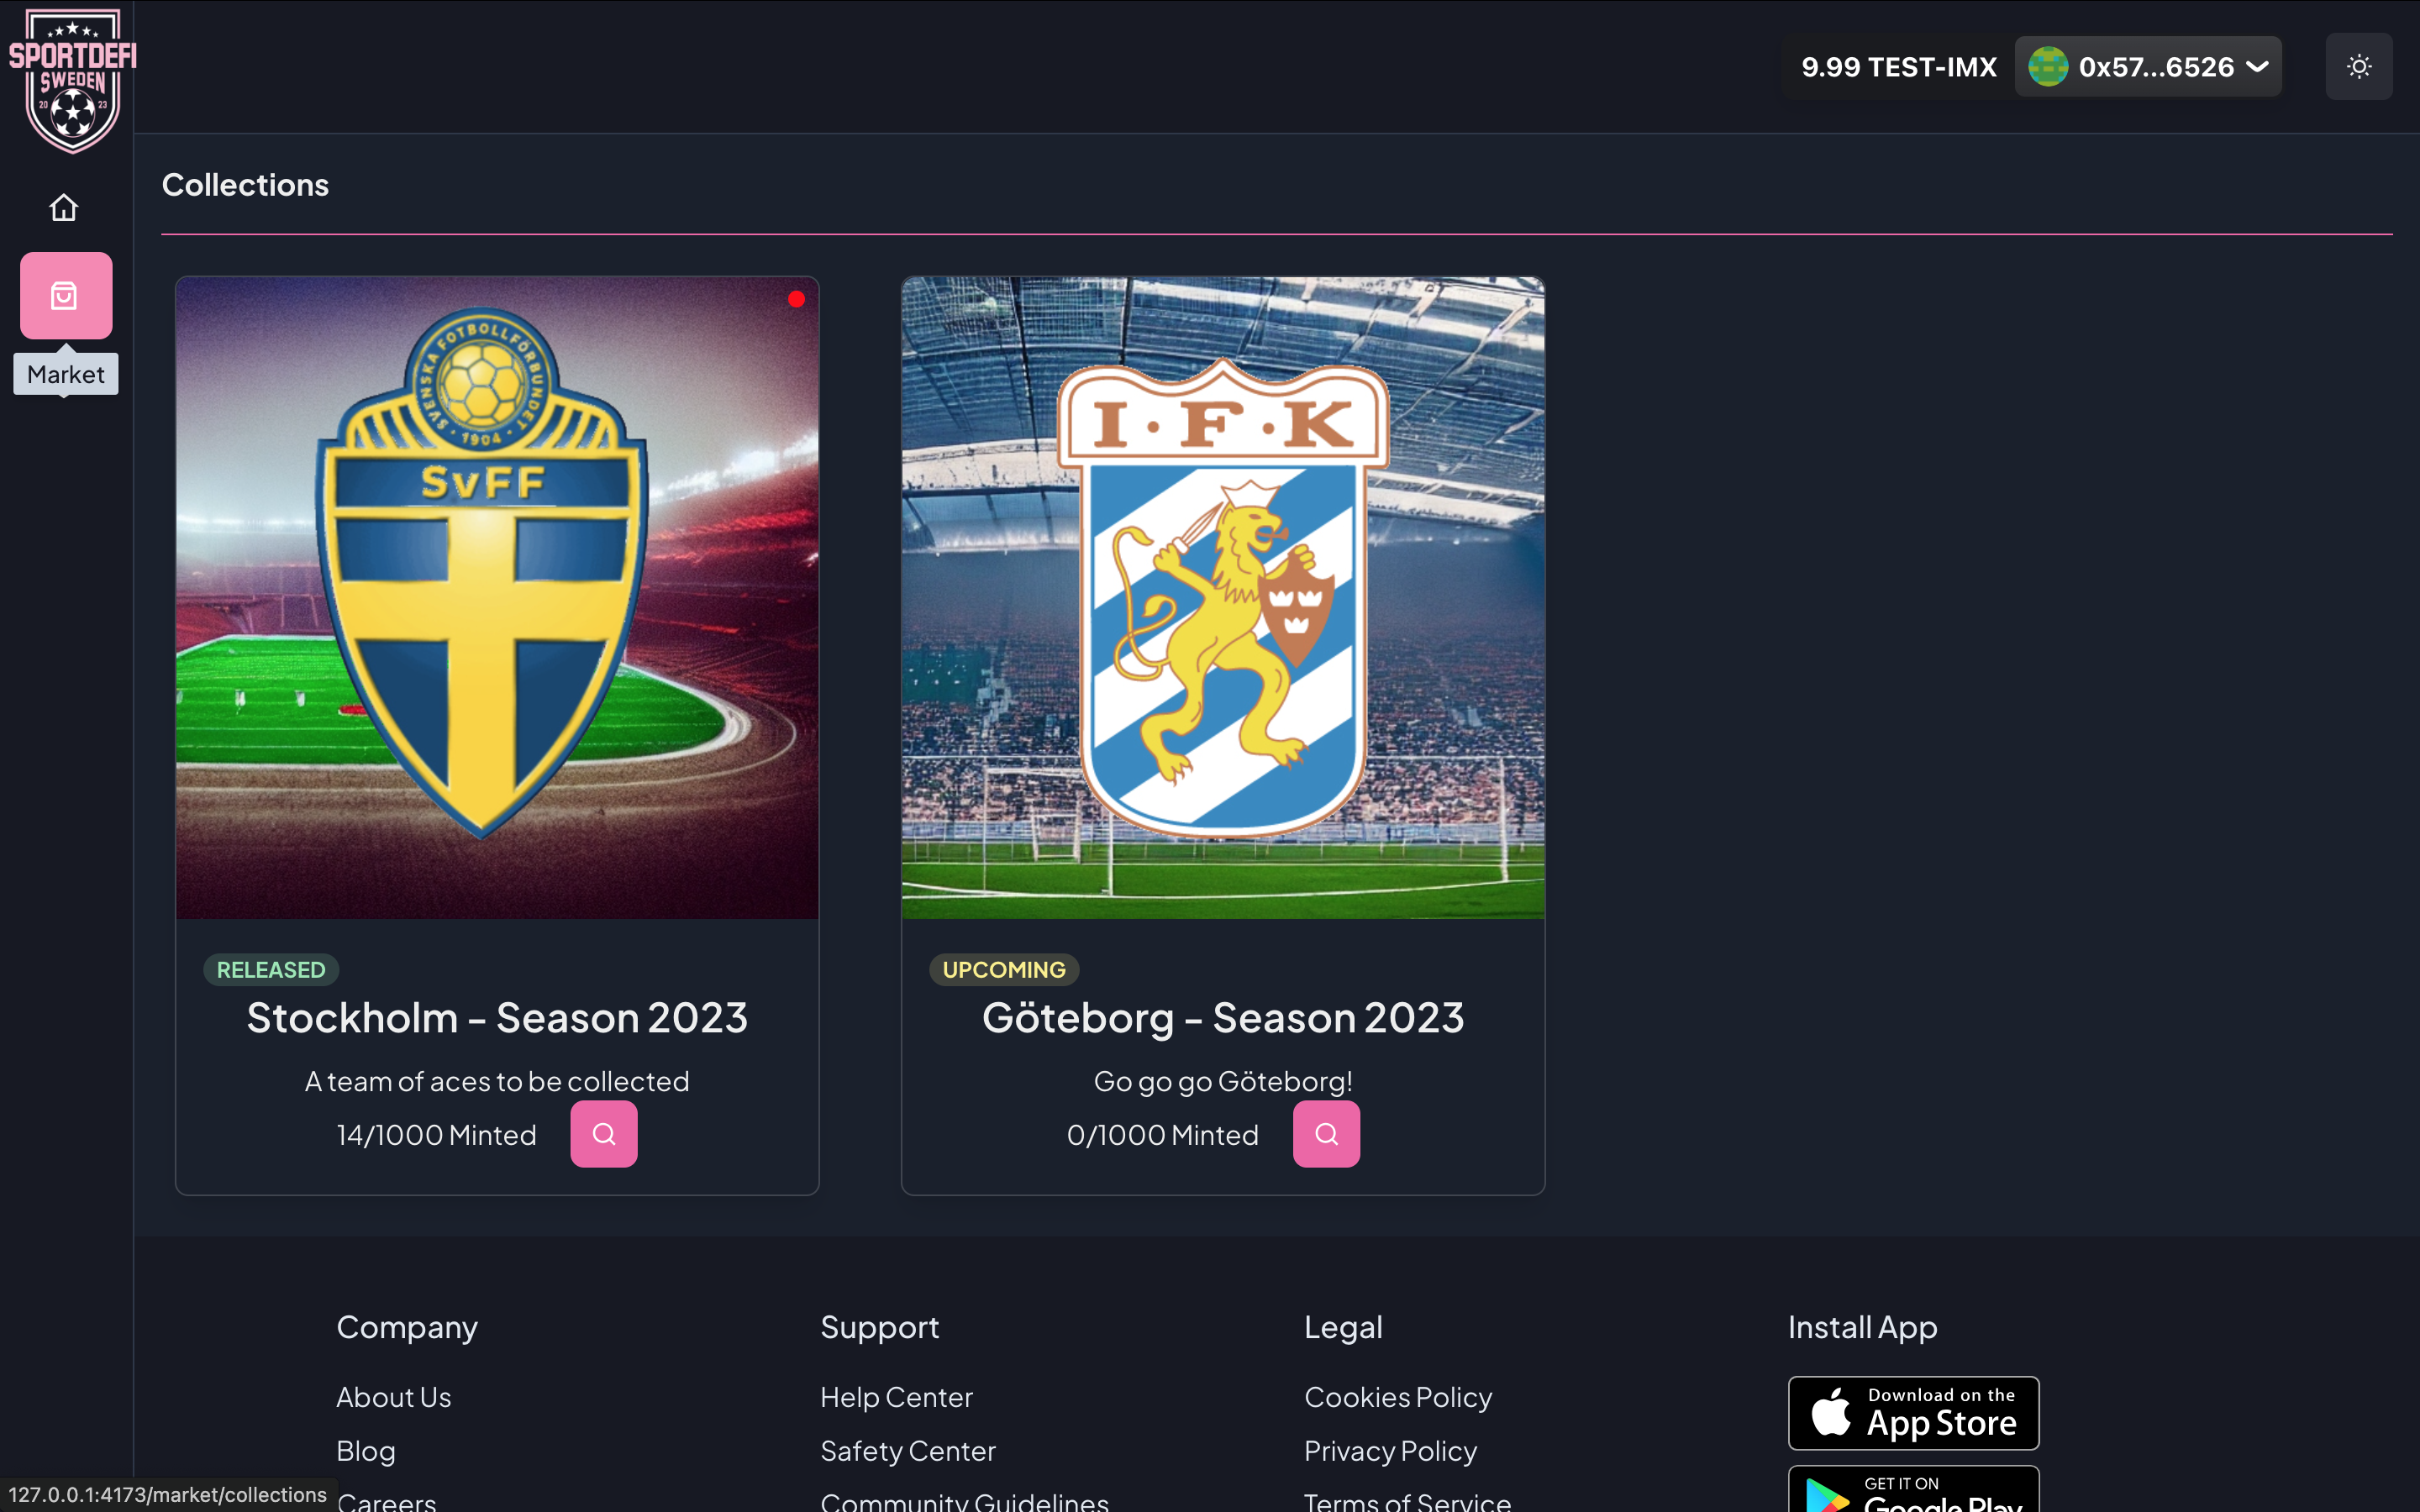 SPORTDEFI
SWEDEN
20 23
9.99 TEST-IMX
0x57...6526
Collections
Market
SVENSKA FOTBOLLFÖRBUNDET
· 1904 ·
SvFF
I·F·K
RELEASED
Stockholm - Season 2023
A team of aces to be collected
14/1000 Minted
UPCOMING
Göteborg - Season 2023
Go go go Göteborg!
0/1000 Minted
Company
About Us
Blog
Careers
Support
Help Center
Safety Center
Community Guidelines
Legal
Cookies Policy
Privacy Policy
Terms of Service
Install App
Download on the
App Store
GET IT ON
Google Play
127.0.0.1:4173/market/collections